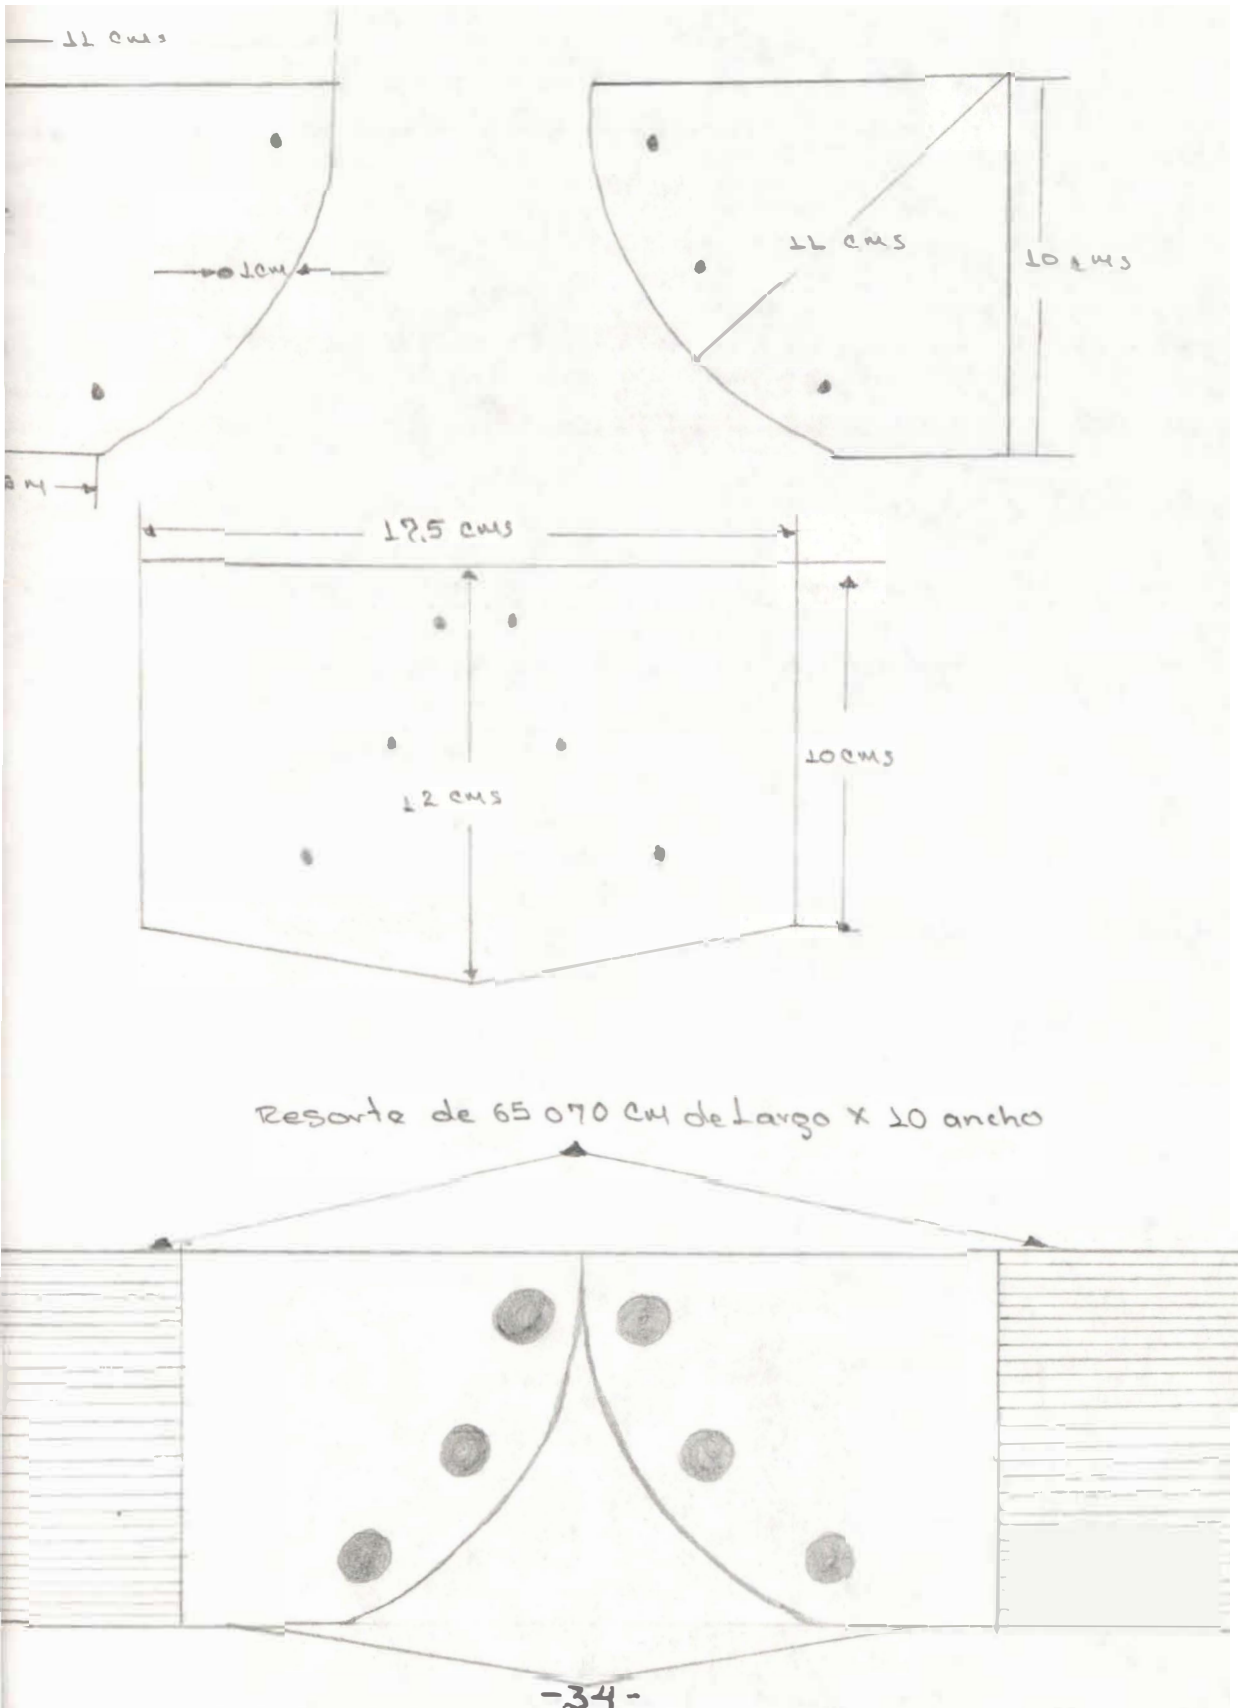 11 cms
11 cms
10 cms
1cm
17.5 cms
12 cms
10 cms
Resorte de 65 o 70 cm de Largo x 10 ancho
-34-